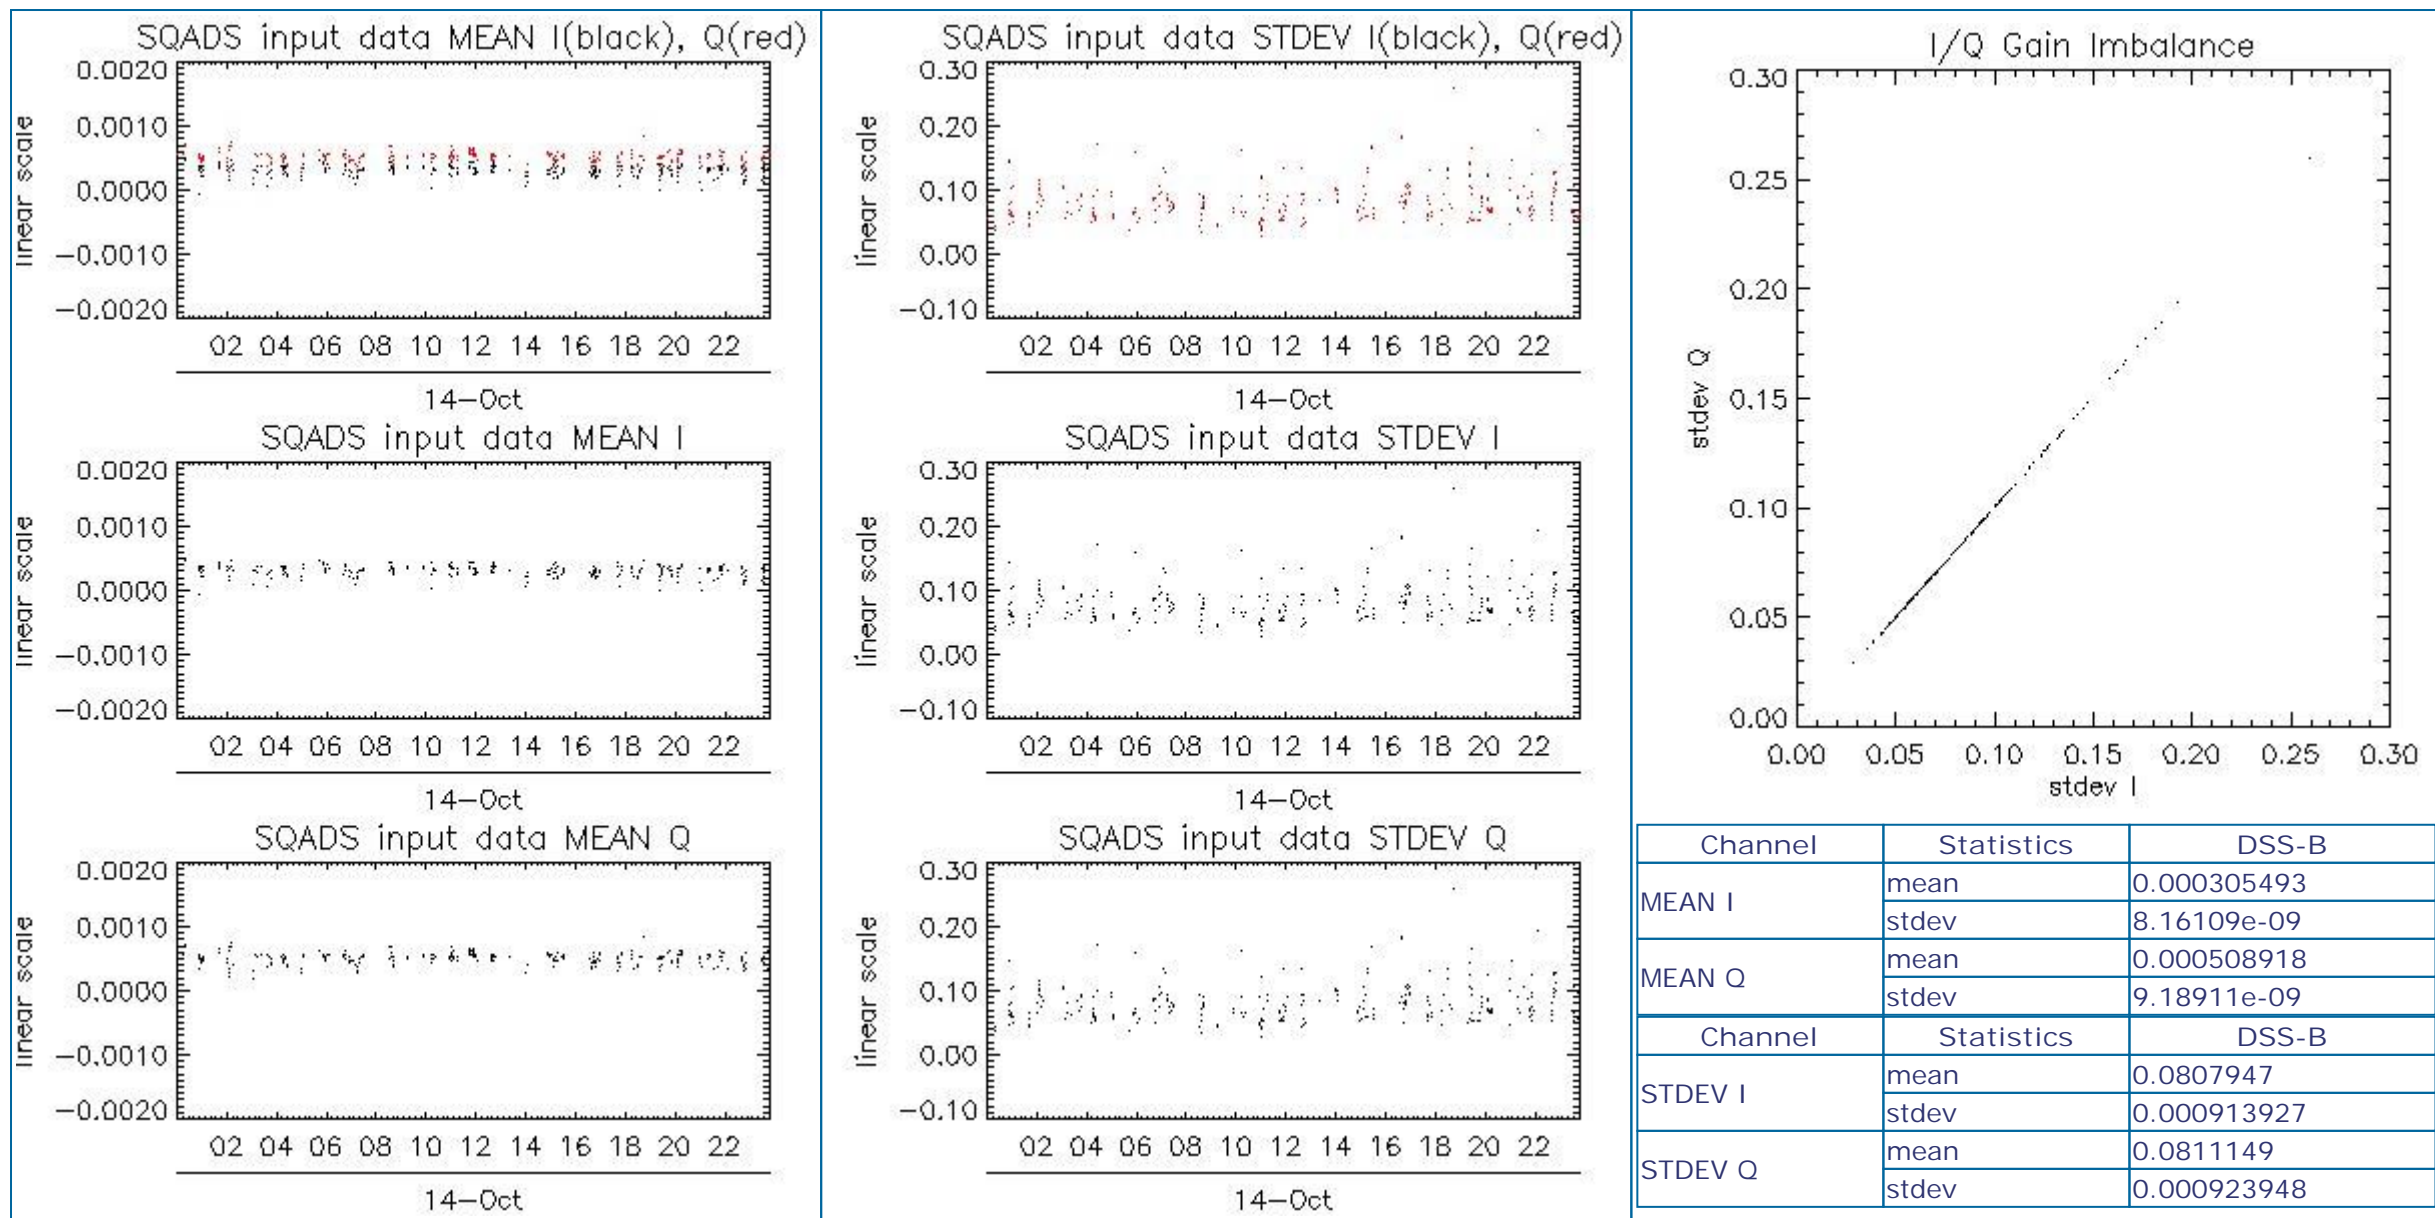 SQADS input data MEAN I(black), Q(red)
0.0020
0.0010
0.0000
-0.0010
-0.0020
linear scale
02 04 06 08 10 12 14 16 18 20 22
14-Oct
SQADS input data MEAN I
0.0020
0.0010
0.0000
-0.0010
-0.0020
linear scale
02 04 06 08 10 12 14 16 18 20 22
14-Oct
SQADS input data MEAN Q
0.0020
0.0010
0.0000
-0.0010
-0.0020
linear scale
02 04 06 08 10 12 14 16 18 20 22
14-Oct
SQADS input data STDEV I(black), Q(red)
0.30
0.20
0.10
0.00
-0.10
linear scale
02 04 06 08 10 12 14 16 18 20 22
14-Oct
SQADS input data STDEV I
0.30
0.20
0.10
0.00
-0.10
linear scale
02 04 06 08 10 12 14 16 18 20 22
14-Oct
SQADS input data STDEV Q
0.30
0.20
0.10
0.00
-0.10
linear scale
02 04 06 08 10 12 14 16 18 20 22
14-Oct
I/Q Gain Imbalance
0.30
0.25
0.20
0.15
0.10
0.05
0.00
stdev Q
0.00 0.05 0.10 0.15 0.20 0.25 0.30
stdev I
Channel Statistics DSS-B
MEAN I mean 0.000305493
stdev 8.16109e-09
MEAN Q mean 0.000508918
stdev 9.18911e-09
Channel Statistics DSS-B
STDEV I mean 0.0807947
stdev 0.000913927
STDEV Q mean 0.0811149
stdev 0.000923948